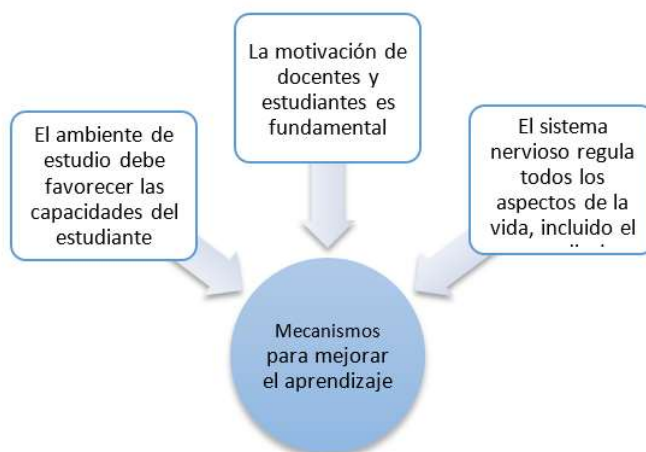 La motivación de
docentes y
estudiantes es
fundamental
El ambiente de
estudio debe
favorecer las
capacidades del
estudiante
El sistema
nervioso regula
todos los
aspectos de la
vida, incluido el
Mecanismos
para mejorar
el aprendizaje